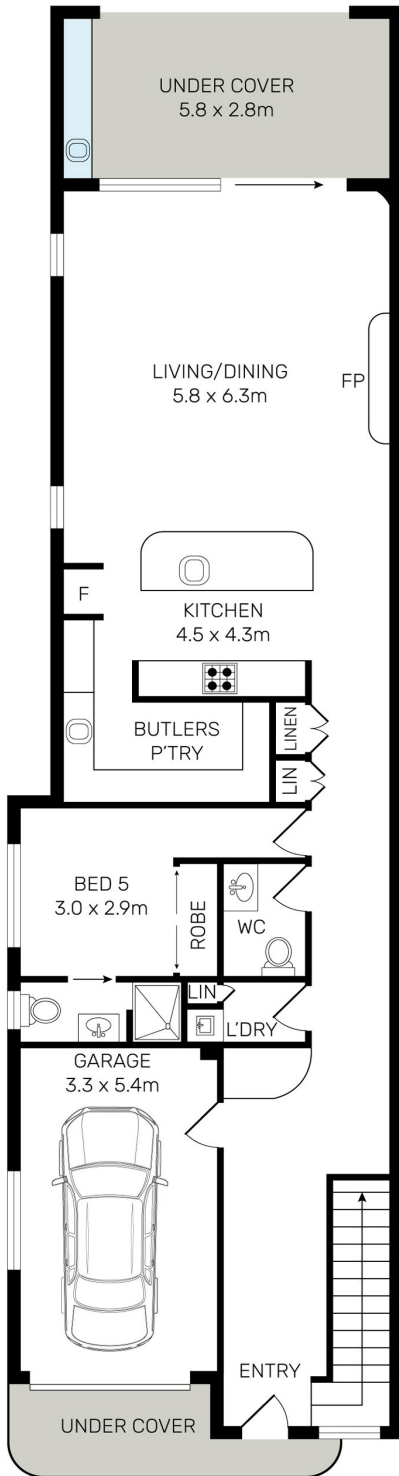 UNDER COVER
5.8 x 2.8m
LIVING/DINING
5.8 x 6.3m
FP
F
KITCHEN
4.5 x 4.3m
BUTLERS
P'TRY
LINEN
LIN
BED 5
3.0 x 2.9m
ROBE
WC
LIN
L'DRY
GARAGE
3.3 x 5.4m
ENTRY
UNDER COVER